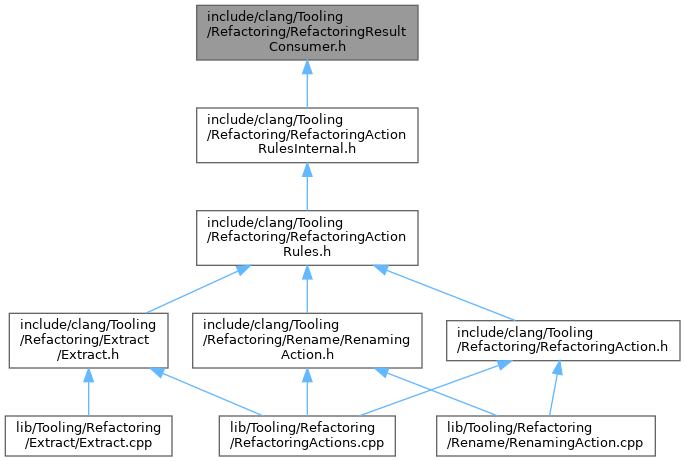 include/clang/Tooling
/Refactoring/RefactoringResult
Consumer.h
include/clang/Tooling
/Refactoring/RefactoringAction
RulesInternal.h
include/clang/Tooling
/Refactoring/RefactoringAction
Rules.h
include/clang/Tooling
/Refactoring/Extract
/Extract.h
include/clang/Tooling
/Refactoring/Rename/Renaming
Action.h
include/clang/Tooling
/Refactoring/RefactoringAction.h
lib/Tooling/Refactoring
/Extract/Extract.cpp
lib/Tooling/Refactoring
/RefactoringActions.cpp
lib/Tooling/Refactoring
/Rename/RenamingAction.cpp